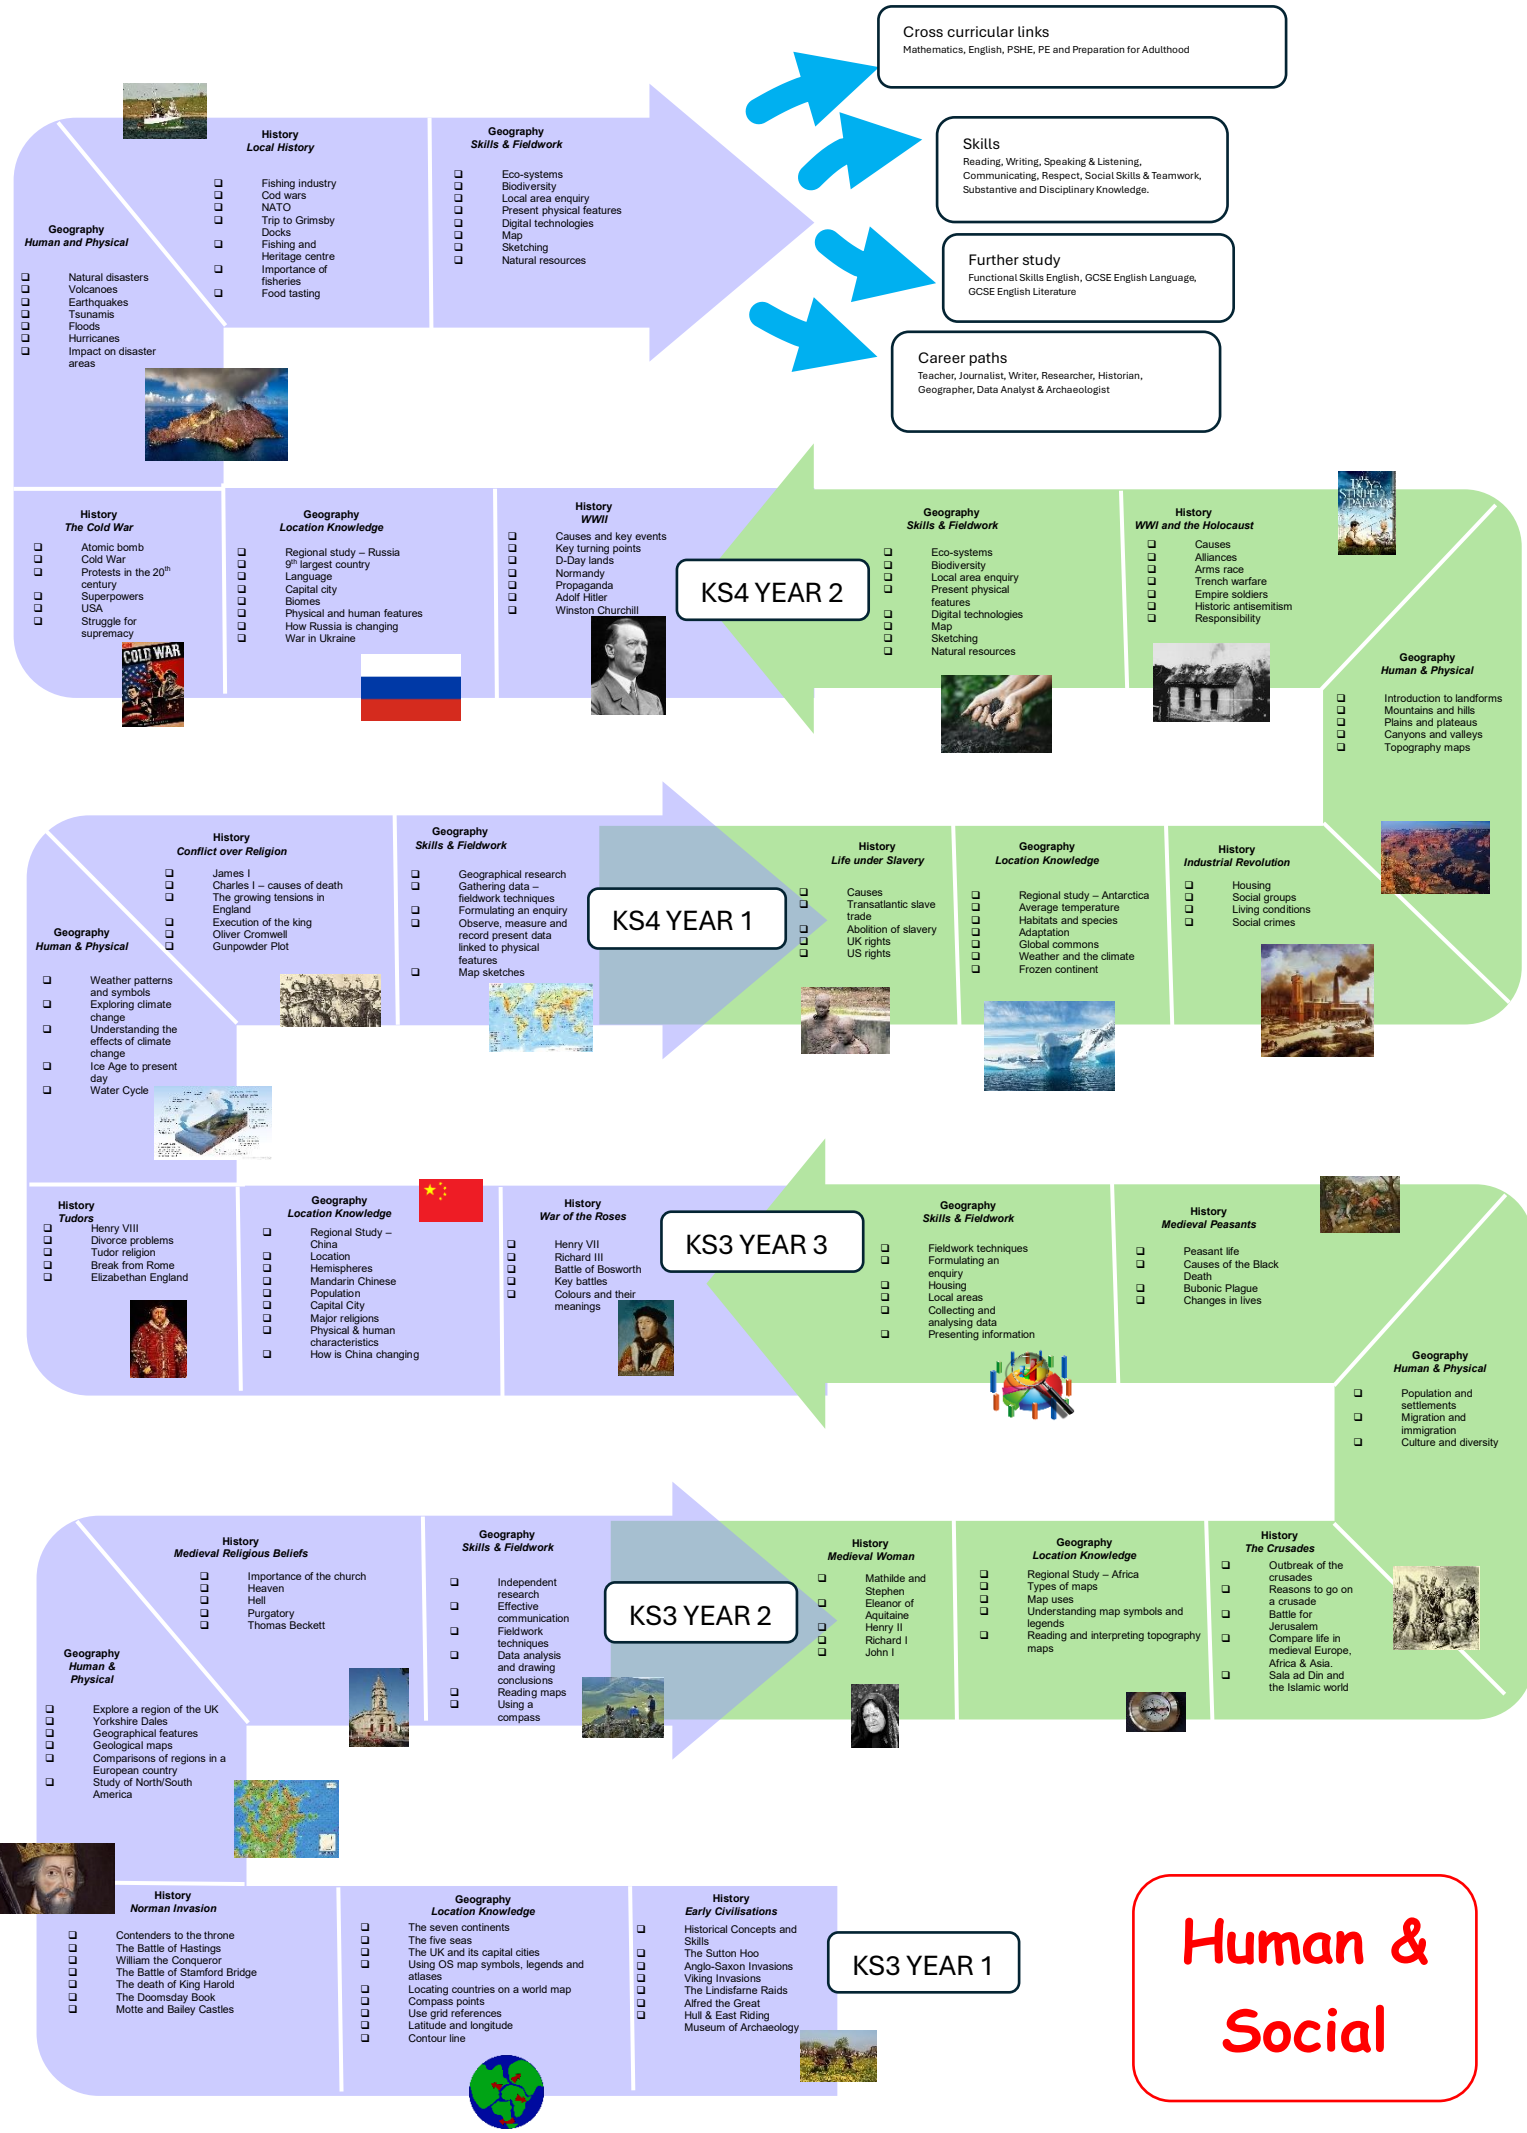 Cross curricular links
Mathematics, English, PSHE, PE and Preparation for Adulthood
Skills
Reading, Writing, Speaking & Listening,
Communicating, Respect, Social Skills & Teamwork,
Substantive and Disciplinary Knowledge.
Further study
Functional Skills English, GCSE English Language,
GCSE English Literature
Career paths
Teacher, Journalist, Writer, Researcher, Historian,
Geographer, Data Analyst & Archaeologist
History
Local History
Fishing industry
Cod wars
NATO
Trip to Grimsby
Docks
Fishing and
Heritage centre
Importance of
fisheries
Food tasting
Geography
Skills & Fieldwork
Eco-systems
Biodiversity
Local area enquiry
Present physical features
Digital technologies
Map
Sketching
Natural resources
Geography
Human and Physical
Natural disasters
Volcanoes
Earthquakes
Tsunamis
Floods
Hurricanes
Impact on disaster
areas
History
The Cold War
Atomic bomb
Cold War
Protests in the 20th
century
Superpowers
USA
Struggle for
supremacy
COLD WAR
Geography
Location Knowledge
Regional study – Russia
9th largest country
Language
Capital city
Biomes
Physical and human features
How Russia is changing
War in Ukraine
History
WWII
Causes and key events
Key turning points
D-Day lands
Normandy
Propaganda
Adolf Hitler
Winston Churchill
KS4 YEAR 2
Geography
Skills & Fieldwork
Eco-systems
Biodiversity
Local area enquiry
Present physical
features
Digital technologies
Map
Sketching
Natural resources
History
WWI and the Holocaust
Causes
Alliances
Arms race
Trench warfare
Empire soldiers
Historic antisemitism
Responsibility
Geography
Human & Physical
Introduction to landforms
Mountains and hills
Plains and plateaus
Canyons and valleys
Topography maps
History
Conflict over Religion
James I
Charles I – causes of death
The growing tensions in
England
Execution of the king
Oliver Cromwell
Gunpowder Plot
Geography
Skills & Fieldwork
Geographical research
Gathering data –
fieldwork techniques
Formulating an enquiry
Observe, measure and
record present data
linked to physical
features
Map sketches
KS4 YEAR 1
History
Life under Slavery
Causes
Transatlantic slave
trade
Abolition of slavery
UK rights
US rights
Geography
Location Knowledge
Regional study – Antarctica
Average temperature
Habitats and species
Adaptation
Global commons
Weather and the climate
Frozen continent
History
Industrial Revolution
Housing
Social groups
Living conditions
Social crimes
Geography
Human & Physical
Weather patterns
and symbols
Exploring climate
change
Understanding the
effects of climate
change
Ice Age to present
day
Water Cycle
History
Tudors
Henry VIII
Divorce problems
Tudor religion
Break from Rome
Elizabethan England
Geography
Location Knowledge
Regional Study –
China
Location
Hemispheres
Mandarin Chinese
Population
Capital City
Major religions
Physical & human
characteristics
How is China changing
History
War of the Roses
Henry VII
Richard III
Battle of Bosworth
Key battles
Colours and their
meanings
KS3 YEAR 3
Geography
Skills & Fieldwork
Fieldwork techniques
Formulating an
enquiry
Housing
Local areas
Collecting and
analysing data
Presenting information
History
Medieval Peasants
Peasant life
Causes of the Black
Death
Bubonic Plague
Changes in lives
Geography
Human & Physical
Population and
settlements
Migration and
immigration
Culture and diversity
History
Medieval Religious Beliefs
Importance of the church
Heaven
Hell
Purgatory
Thomas Beckett
Geography
Skills & Fieldwork
Independent
research
Effective
communication
Fieldwork
techniques
Data analysis
and drawing
conclusions
Reading maps
Using a
compass
KS3 YEAR 2
History
Medieval Woman
Mathilde and
Stephen
Eleanor of
Aquitaine
Henry II
Richard I
John I
Geography
Location Knowledge
Regional Study – Africa
Types of maps
Map uses
Understanding map symbols and
legends
Reading and interpreting topography
maps
History
The Crusades
Outbreak of the
crusades
Reasons to go on
a crusade
Battle for
Jerusalem
Compare life in
medieval Europe,
Africa & Asia.
Sala ad Din and
the Islamic world
Geography
Human &
Physical
Explore a region of the UK
Yorkshire Dales
Geographical features
Geological maps
Comparisons of regions in a
European country
Study of North/South
America
History
Norman Invasion
Contenders to the throne
The Battle of Hastings
William the Conqueror
The Battle of Stamford Bridge
The death of King Harold
The Doomsday Book
Motte and Bailey Castles
Geography
Location Knowledge
The seven continents
The five seas
The UK and its capital cities
Using OS map symbols, legends and
atlases
Locating countries on a world map
Compass points
Use grid references
Latitude and longitude
Contour line
History
Early Civilisations
Historical Concepts and
Skills
The Sutton Hoo
Anglo-Saxon Invasions
Viking Invasions
The Lindisfarne Raids
Alfred the Great
Hull & East Riding
Museum of Archaeology
KS3 YEAR 1
Human &
Social